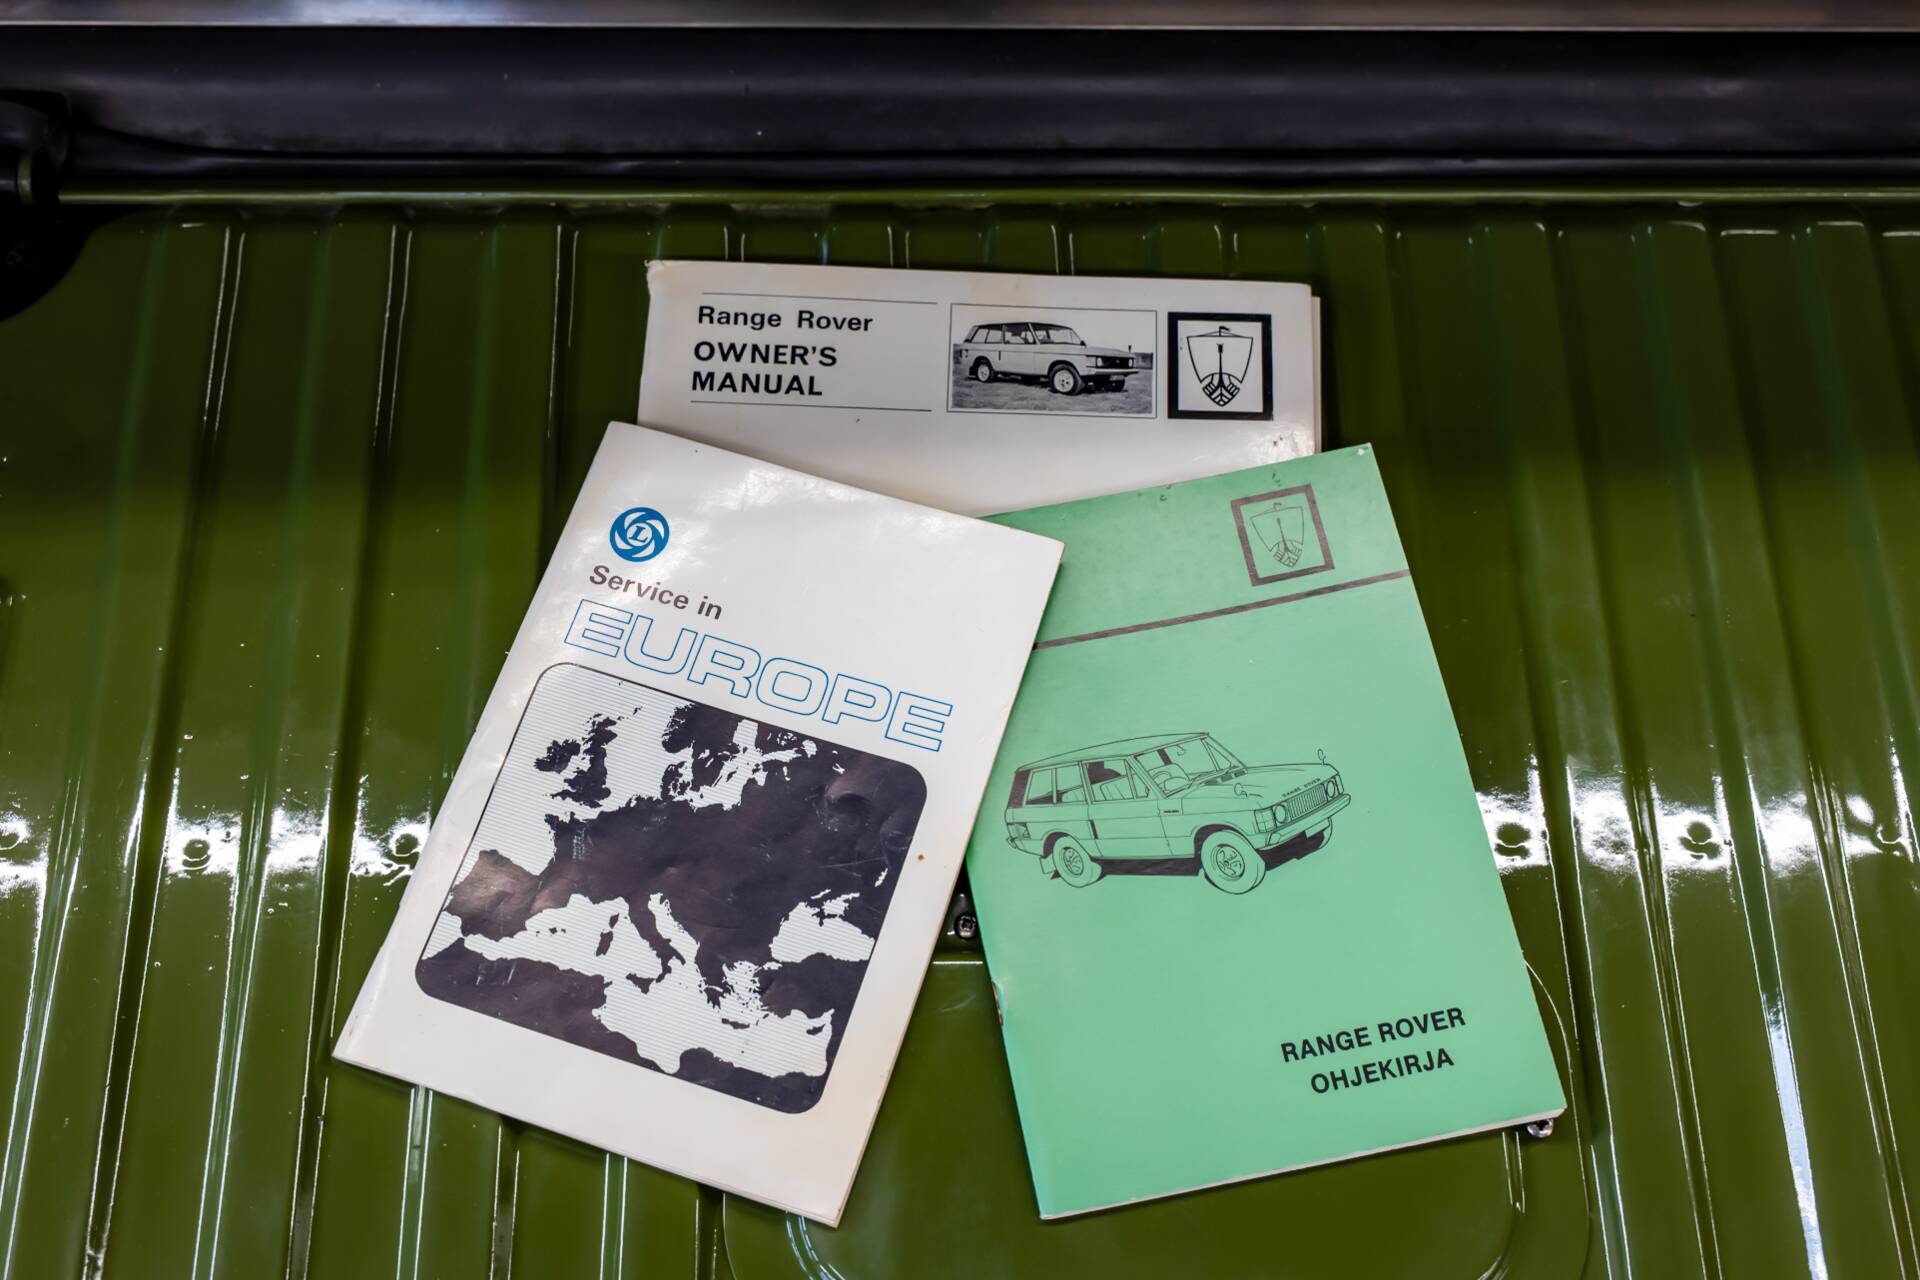 Range Rover
OWNER'S
MANUAL
L
Service in
EUROPE
RANGE ROVER
RANGE ROVER
OHJEKIRJA